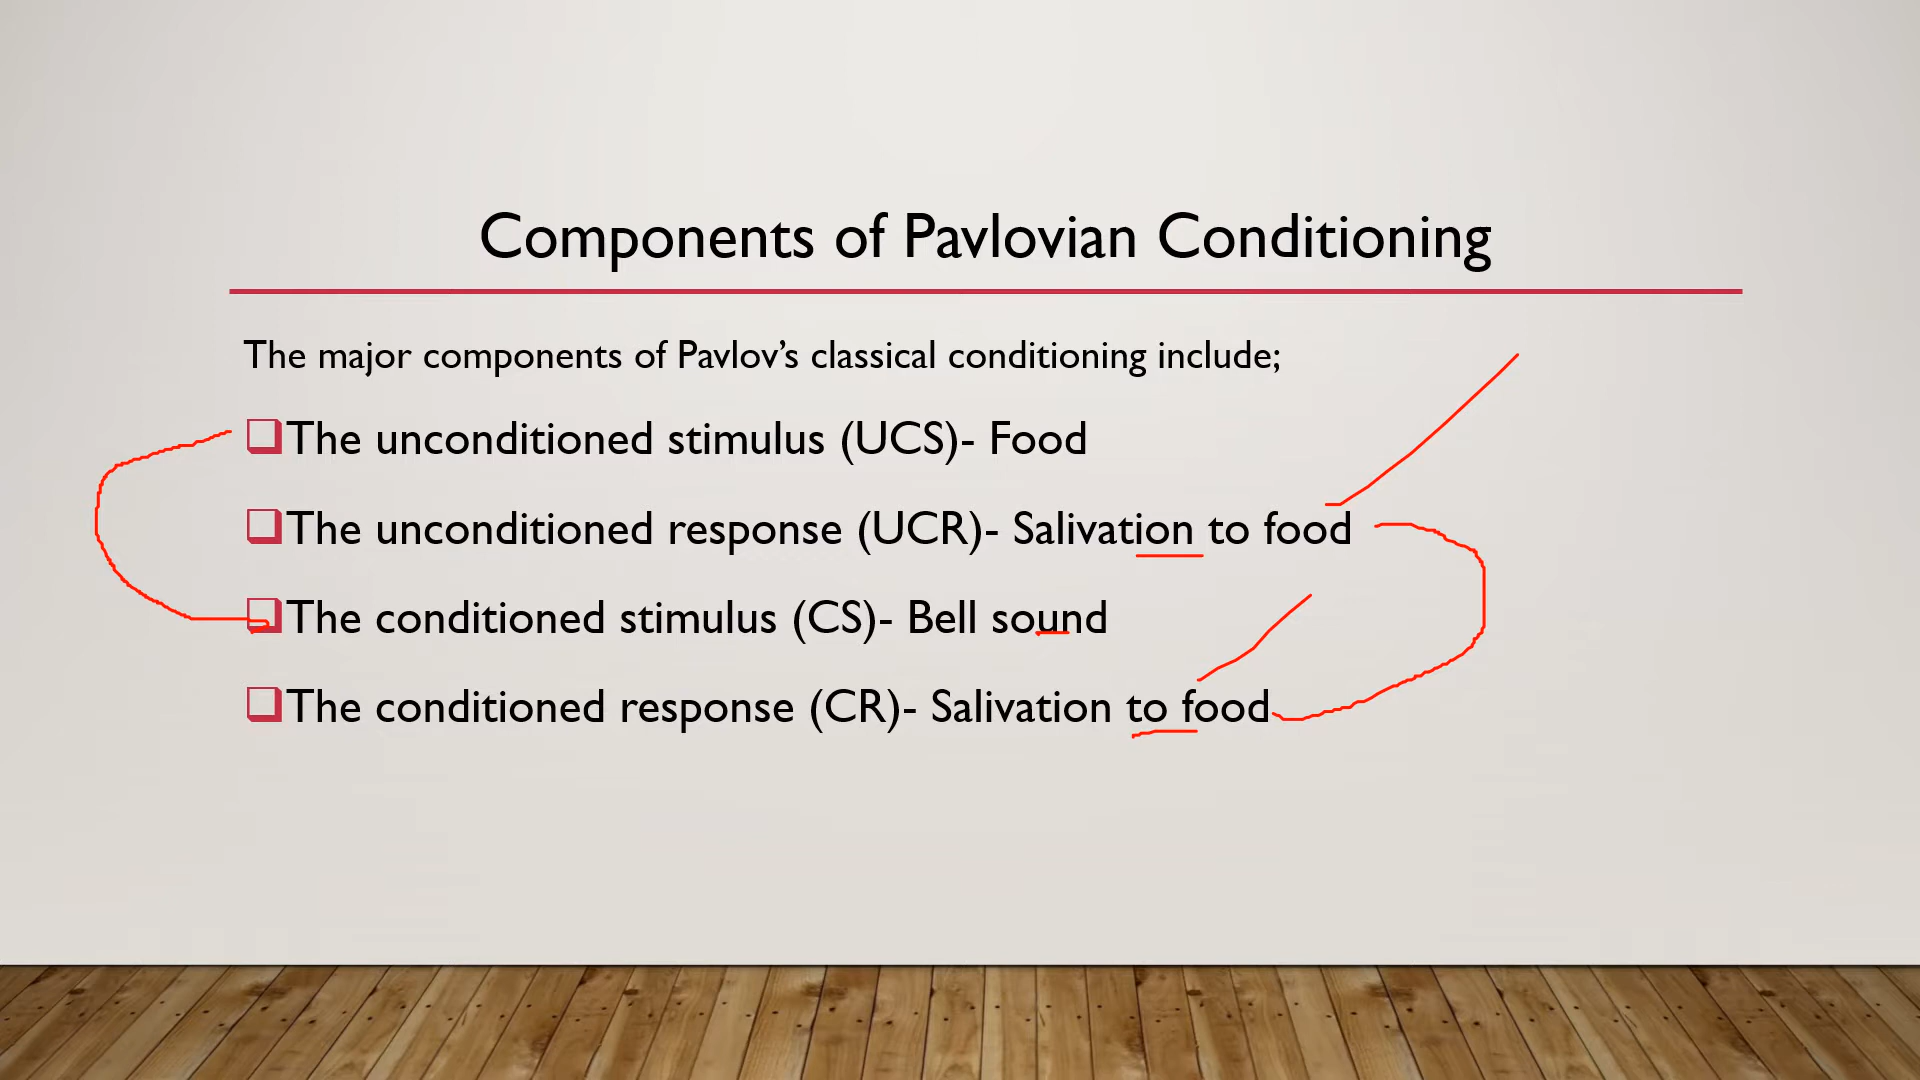 Components of Pavlovian Conditioning
The major components of Pavlov’s classical conditioning include;
The unconditioned stimulus (UCS)- Food
The unconditioned response (UCR)- Salivation to food
The conditioned stimulus (CS)- Bell sound
The conditioned response (CR)- Salivation to food